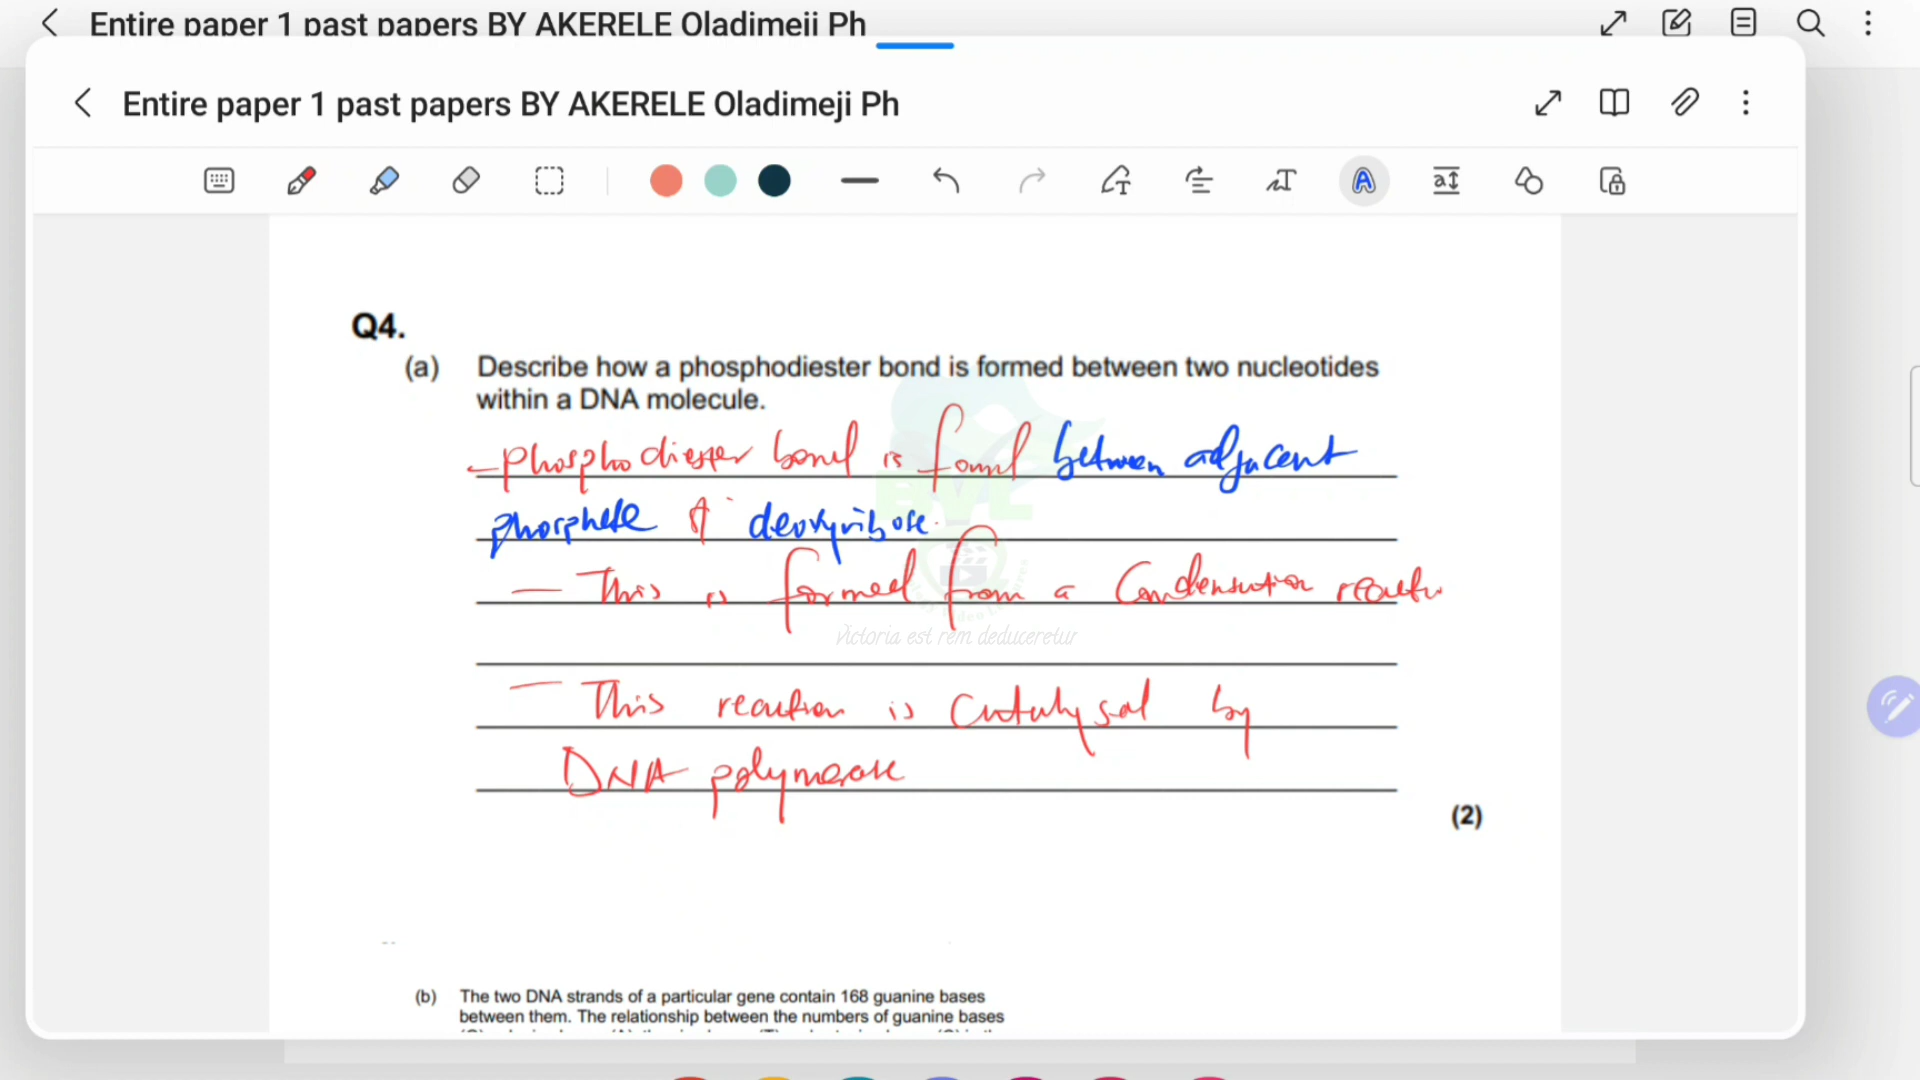 Entire paper 1 past papers BY AKERELE Oladimeji Ph
Entire paper 1 past papers BY AKERELE Oladimeji Ph
Q4.
(a) Describe how a phosphodiester bond is formed between two nucleotides
within a DNA molecule.
- phosphodiester bond is found between adjacent
phosphate & deoxyribose.
- This is formed from a Condensation
Victoria est rem deduceretur
- This reaction is Catalysed by
DNA polymerase
(2)
(b) The two DNA strands of a particular gene contain 168 guanine bases
between them. The relationship between the numbers of guanine bases